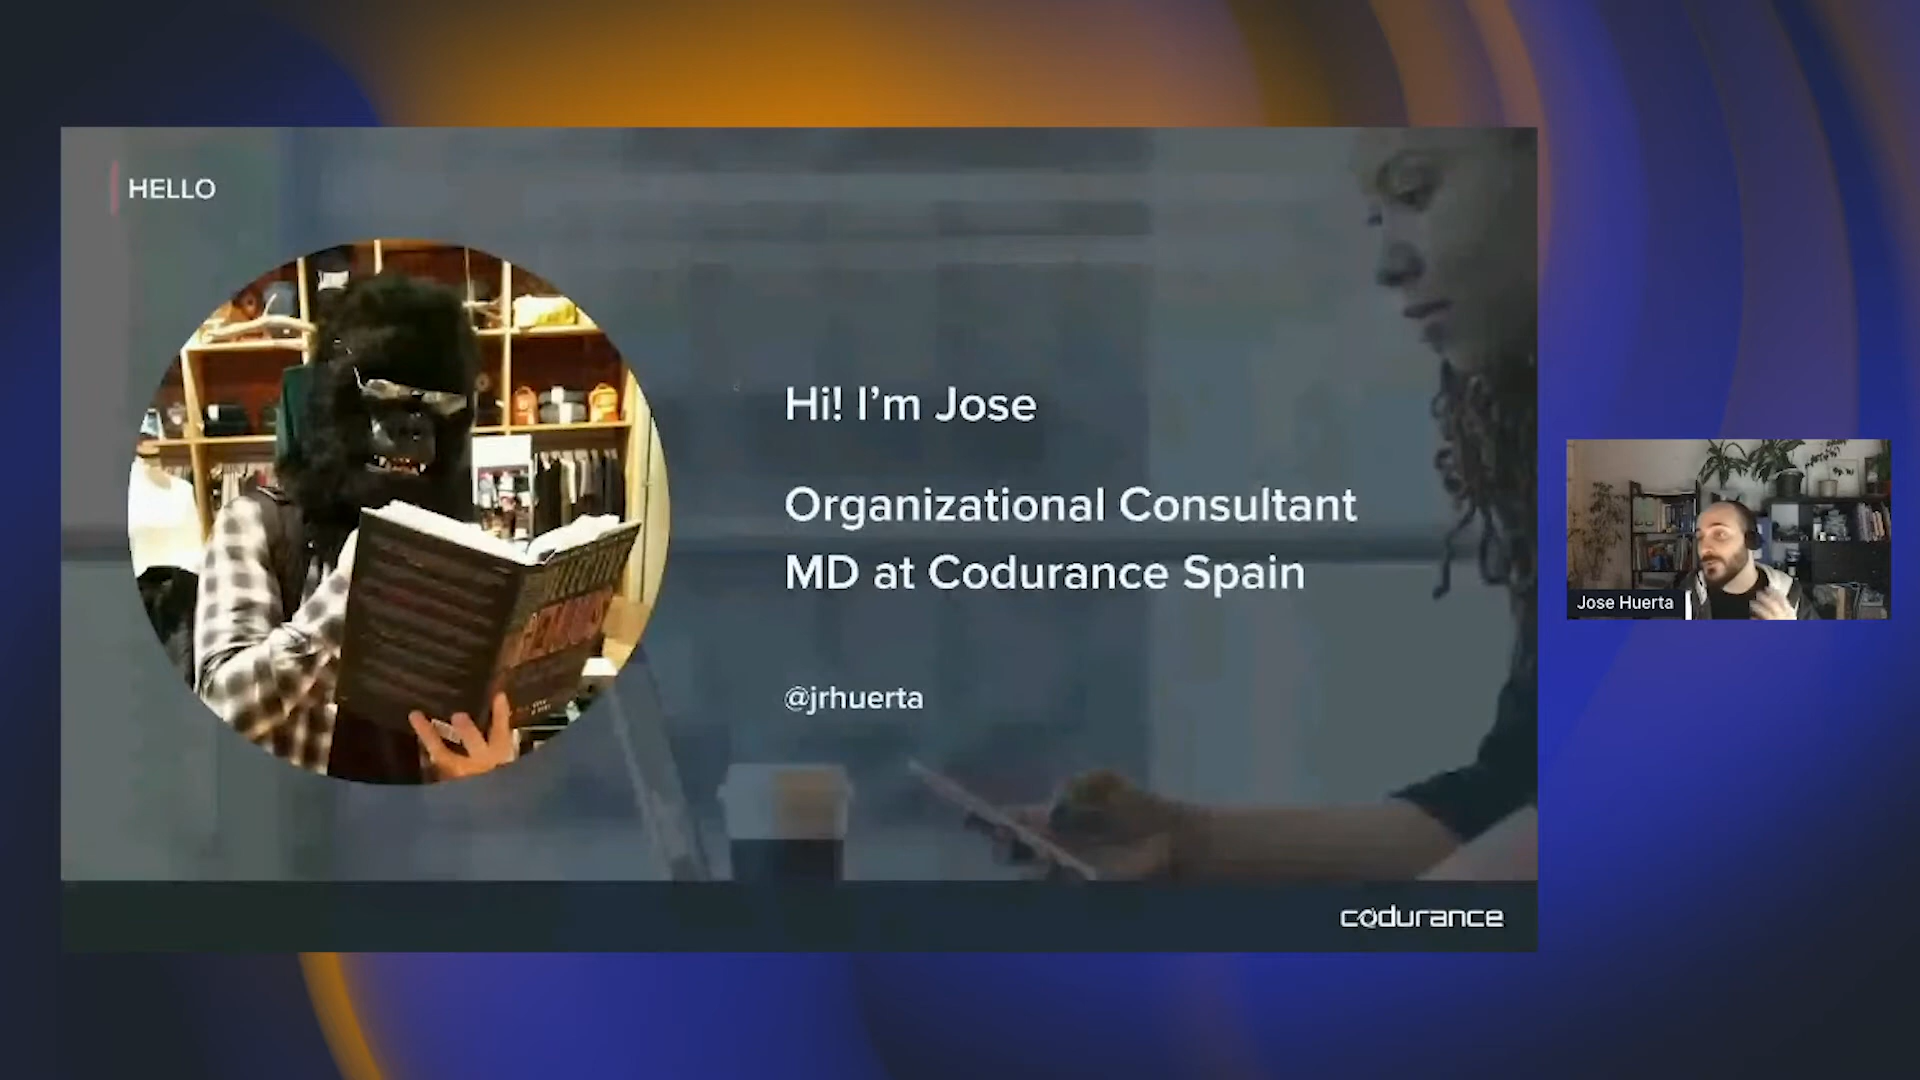 HELLO
Hi! I'm Jose
Organizational Consultant
MD at Codurance Spain
@jrhuerta
Jose Huerta
codurance